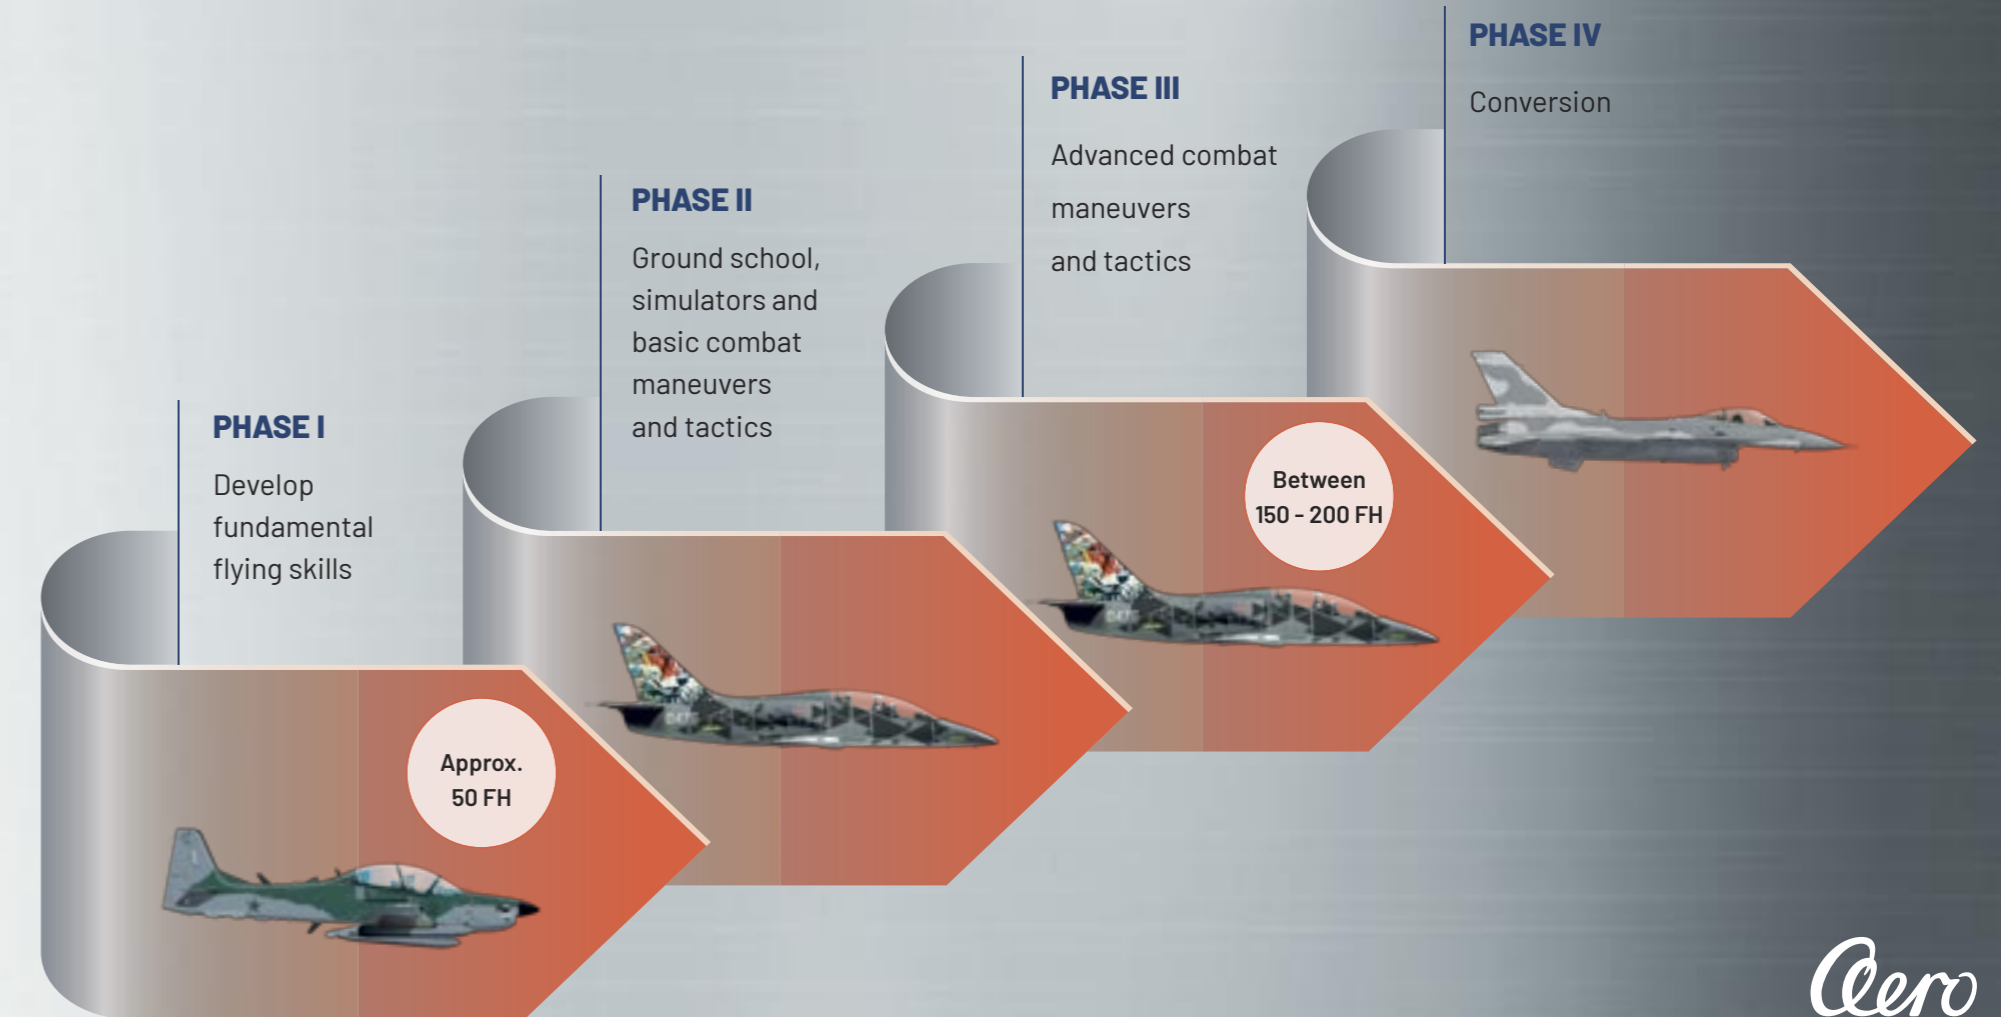 PHASE I
Develop
fundamental
flying skills
Approx.
50 FH
PHASE II
Ground school,
simulators and
basic combat
maneuvers
and tactics
PHASE III
Advanced combat
maneuvers
and tactics
Between
150 - 200 FH
PHASE IV
Conversion
Aero